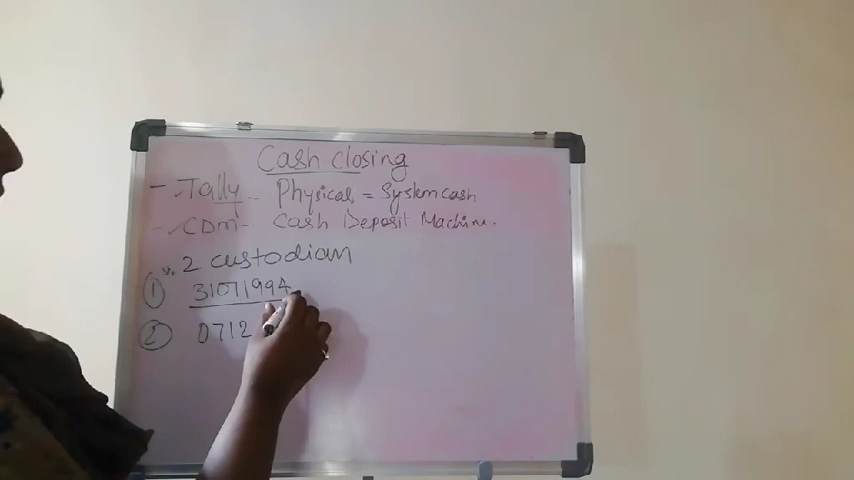 Cash closing
- ✓Tally - Physical = System cash
- ✓CDM - Cash Deposit Machine.
2 custodian
① 31071994
② 0712